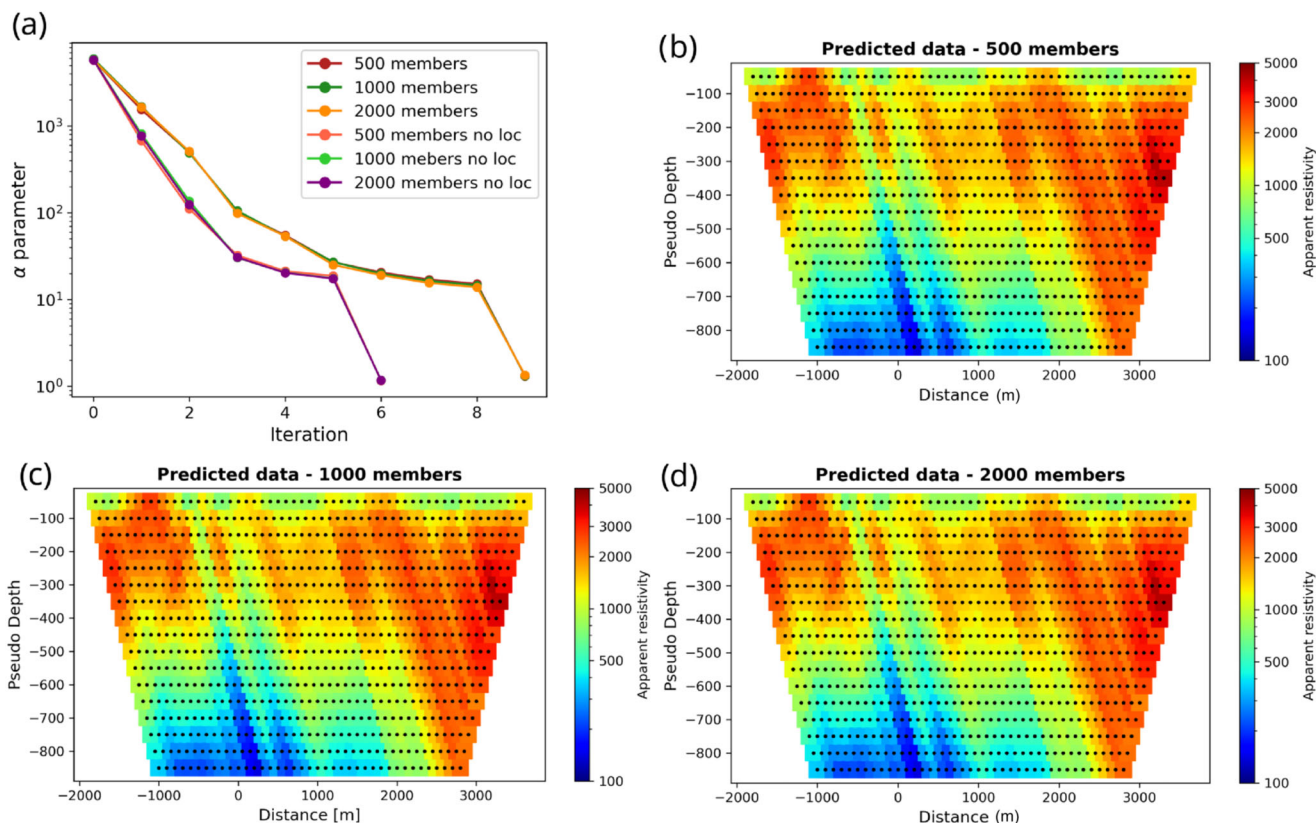 (a)
10³
10²
10¹
10⁰
α parameter
0
2
4
6
8
Iteration
500 members
1000 members
2000 members
500 members no loc
1000 mebers no loc
2000 members no loc
(b)
Predicted data - 500 members
−100
−200
−300
−400
−500
−600
−700
−800
Pseudo Depth
−2000
−1000
0
1000
2000
3000
Distance (m)
5000
3000
2000
1000
500
100
Apparent resistivity
(c)
Predicted data - 1000 members
−100
−200
−300
−400
−500
−600
−700
−800
Pseudo Depth
−2000
−1000
0
1000
2000
3000
Distance [m]
5000
3000
2000
1000
500
100
Apparent resistivity
(d)
Predicted data - 2000 members
−100
−200
−300
−400
−500
−600
−700
−800
Pseudo Depth
−2000
−1000
0
1000
2000
3000
Distance (m)
5000
3000
2000
1000
500
100
Apparent resistivity